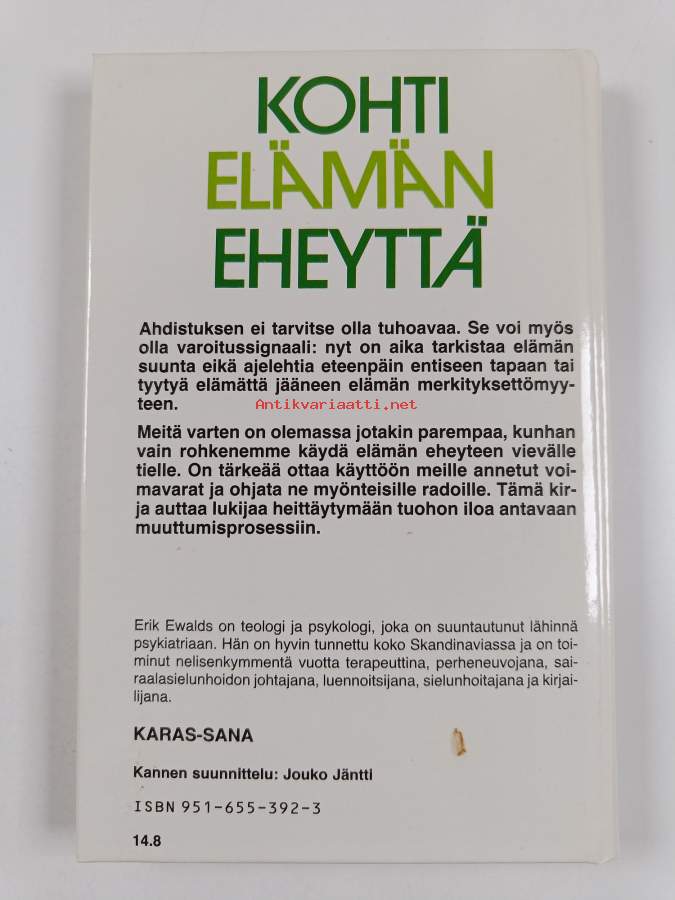 KOHTI
ELÄMÄN
EHEYTTÄ
Ahdistuksen ei tarvitse olla tuhoavaa. Se voi myös
olla varoitussignaali: nyt on aika tarkistaa elämän
suunta eikä ajelehtia eteenpäin entiseen tapaan tai
tyytyä elämättä jääneen elämän merkityksettömyy-
teen.
Antikvariaatti.net
Meitä varten on olemassa jotakin parempaa, kunhan
vain rohkenemme käydä elämän eheyteen vievälle
tielle. On tärkeää ottaa käyttöön meille annetut voi-
mavarat ja ohjata ne myönteisille radoille. Tämä kir-
ja auttaa lukijaa heittäytymään tuohon iloa antavaan
muuttumisprosessiin.
Erik Ewalds on teologi ja psykologi, joka on suuntautunut lähinnä
psykiatriaan. Hän on hyvin tunnettu koko Skandinaviassa ja on toi-
minut nelisenkymmentä vuotta terapeuttina, perheneuvojana, sai-
raalasielunhoidon johtajana, luennoitsijana, sielunhoitajana ja kirjai-
lijana.
KARAS-SANA
Kannen suunnittelu: Jouko Jäntti
ISBN 951-655-392-3
14.8